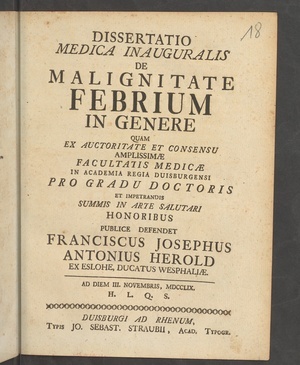 18
DISSERTATIO
MEDICA INAUGURALIS
DE
MALIGNITATE
FEBRIUM
IN GENERE
QUAM
EX AUCTORITATE ET CONSENSU
AMPLISSIMÆ
FACULTATIS MEDICÆ
IN ACADEMIA REGIA DUISBURGENSI
PRO GRADU DOCTORIS
ET IMPETRANDIS
SUMMIS IN ARTE SALUTARI
HONORIBUS
PUBLICE DEFENDET
FRANCISCUS JOSEPHUS
ANTONIUS HEROLD
EX ESLOHE, DUCATUS WESPHALIÆ.
AD DIEM III. NOVEMBRIS, MDCCLIX.
H. L. Q. S.
DUISBURGI AD RHENUM,
TYPIS JO. SEBAST. STRAUBII, ACAD. TYPOGR.